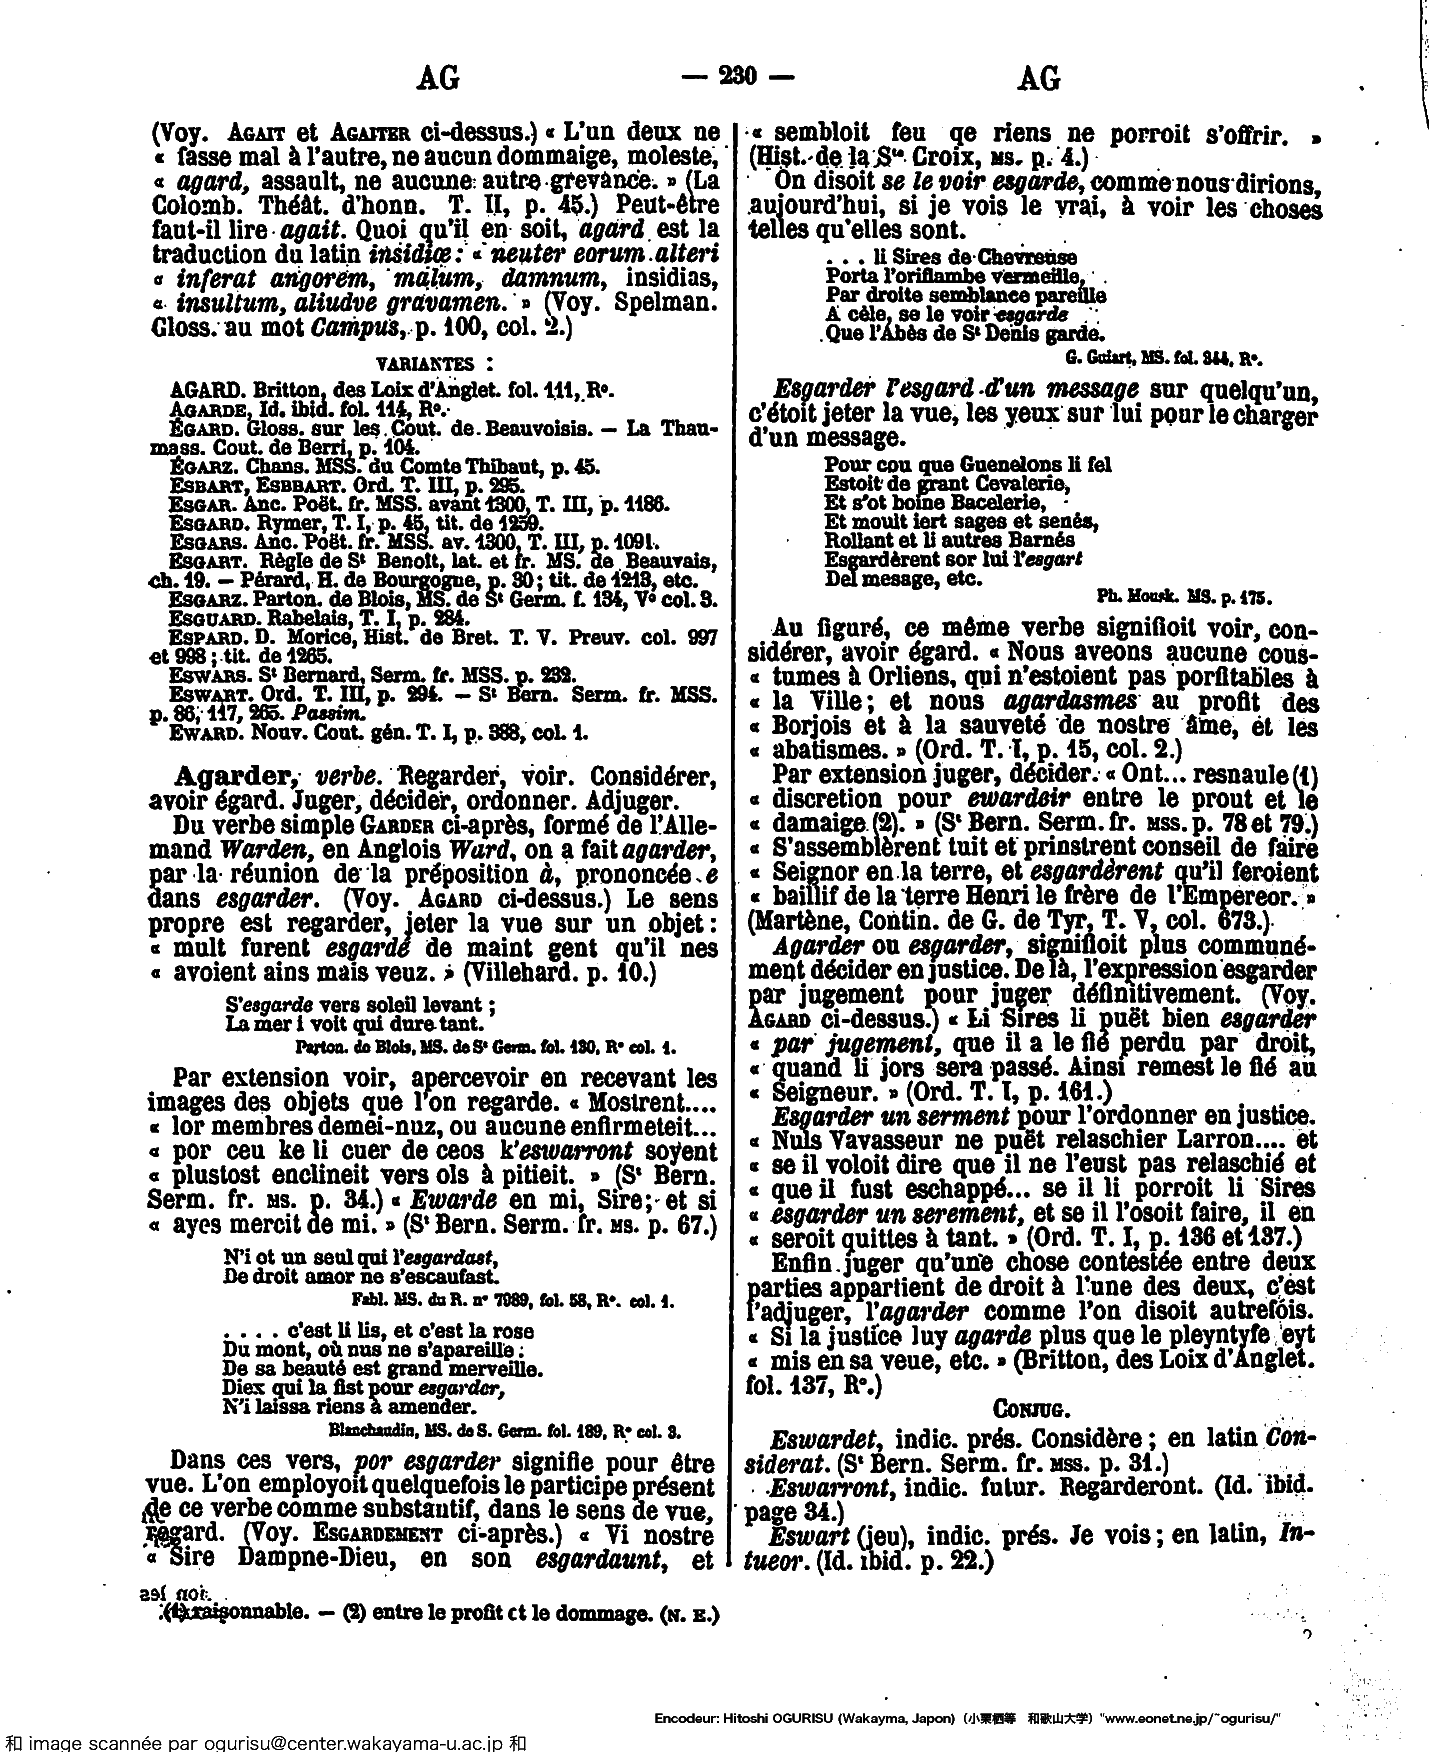 AG — 230 — AG
(Voy. AGAIT et AGAITER ci-dessus.) « L'un deux ne
« fasse mal à l'autre, ne aucun dommaige, moleste,
« agard, assault, ne aucune autre grevance. » (La
Colomb. Théât. d'honn. T. II, p. 45.) Peut-être
faut-il lire agait. Quoi qu'il en soit, agard est la
traduction du latin insidiæ : « neuter eorum alteri
« inferat angorem, malum, damnum, insidias,
« insultum, aliudve gravamen. » (Voy. Spelman.
Gloss. au mot Campus, p. 100, col. 2.)
VARIANTES :
AGARD. Britton, des Loix d'Anglet. fol. 111, R°.
AGARDE, Id. ibid. fol. 114, R°.
ÉGARD. Gloss. sur les Cout. de Beauvoisis. — La Thau-
mass. Cout. de Berri, p. 104.
ÉGARZ. Chans. MSS. du Comte Thibaut, p. 45.
ESBART, ESBBART. Ord. T. III, p. 295.
ESGAR. Anc. Poët. fr. MSS. avant 1300, T. III, p. 1186.
ESGARD. Rymer, T. I, p. 45, tit. de 1259.
ESGARS. Anc. Poët. fr. MSS. av. 1300, T. III, p. 1091.
ESGART. Règle de St Benoît, lat. et fr. MS. de Beauvais,
ch. 19. — Pérard, H. de Bourgogne, p. 30 ; tit. de 1213, etc.
ESGARZ. Parton. de Blois, MS. de St Germ. f. 134, V° col. 3.
ESGUARD. Rabelais, T. I, p. 284.
ESPARD. D. Morice, Hist. de Bret. T. V. Preuv. col. 997
et 998 ; tit. de 1265.
ESWARS. St Bernard, Serm. fr. MSS. p. 232.
ESWART. Ord. T. III, p. 294. — St Bern. Serm. fr. MSS.
p. 86, 117, 265. Passim.
EWARD. Nouv. Cout. gén. T. I, p. 388, col. 1.
Agarder, verbe. Regarder, voir. Considérer,
avoir égard. Juger, décider, ordonner. Adjuger.
Du verbe simple GARDER ci-après, formé de l'Alle-
mand Warden, en Anglois Ward, on a fait agarder,
par la réunion de la préposition à, prononcée e
dans esgarder. (Voy. AGARD ci-dessus.) Le sens
propre est regarder, jeter la vue sur un objet :
« mult furent esgardé de maint gent qu'il nes
« avoient ains mais veuz. » (Villehard. p. 10.)
S'esgarde vers soleil levant ;
La mer i voit qui dure tant.
Parton. de Blois, MS. de St Germ. fol. 130, R° col. 1.
Par extension voir, apercevoir en recevant les
images des objets que l'on regarde. « Mostrent....
« lor membres demei-nuz, ou aucune enfirmeteit...
« por ceu ke li cuer de ceos k'eswarront soyent
« plustost enclineit vers ols à pitieit. » (St Bern.
Serm. fr. MS. p. 34.) « Ewarde en mi, Sire ; et si
« ayes mercit de mi. » (St Bern. Serm. fr. MS. p. 67.)
N'i ot un seul qui l'esgardast,
De droit amor ne s'escaufast.
Fabl. MS. du R. n° 7989, fol. 58, R°. col. 1.
. . . . c'est li lis, et c'est la rose
Du mont, où nus ne s'apareille :
De sa beauté est grand merveille.
Diex qui la fist pour esgarder,
N'i laissa riens à amender.
Blanchandin, MS. de S. Germ. fol. 189, R° col. 3.
Dans ces vers, por esgarder signifie pour être
vue. L'on employoit quelquefois le participe présent
de ce verbe comme substantif, dans le sens de vue,
regard. (Voy. ESGARDEMENT ci-après.) « Vi nostre
« Sire Dampne-Dieu, en son esgardaunt, et
« sembloit feu qe riens ne porroit s'offrir. »
(Hist. de la Ste Croix, MS. p. 4.)
On disoit se le voir esgarde, comme nous dirions,
aujourd'hui, si je vois le vrai, à voir les choses
telles qu'elles sont.
. . . li Sires de Chevreuse
Porta l'oriflambe vermeille,
Par droite semblance pareille
A cèle, se le voir esgarde
Que l'Abès de St Denis garde.
G. Guiart, MS. fol. 344, R°.
Esgarder l'esgard d'un message sur quelqu'un,
c'étoit jeter la vue, les yeux sur lui pour le charger
d'un message.
Pour cou que Guenelons li fel
Estoit de grant Cevalerie,
Et s'ot boine Bacelerie,
Et moult iert sages et senés,
Rollant et li autres Barnés
Esgardèrent sor lui l'esgart
Del mesage, etc.
Ph. Mousk. MS. p. 175.
Au figuré, ce même verbe signifioit voir, con-
sidérer, avoir égard. « Nous aveons aucune cous-
« tumes à Orliens, qui n'estoient pas porfitables à
« la Ville ; et nous agardasmes au profit des
« Borjois et à la sauveté de nostre âme, et les
« abatismes. » (Ord. T. I, p. 15, col. 2.)
Par extension juger, décider. « Ont... resnaule (1)
« discretion pour ewardeir entre le prout et le
« damaige (2). » (St Bern. Serm. fr. MSS. p. 78 et 79.)
« S'assemblèrent tuit et prinstrent conseil de faire
« Seignor en la terre, et esgardèrent qu'il feroient
« baillif de la terre Henri le frère de l'Empereor. »
(Martène, Contin. de G. de Tyr, T. V, col. 673.)
Agarder ou esgarder, signifioit plus communé-
ment décider en justice. De là, l'expression esgarder
par jugement pour juger définitivement. (Voy.
AGARD ci-dessus.) « Li Sires li puët bien esgarder
« par jugement, que il a le fié perdu par droit,
« quand li jors sera passé. Ainsi remest le fié au
« Seigneur. » (Ord. T. I, p. 161.)
Esgarder un serment pour l'ordonner en justice.
« Nuls Vavasseur ne puët relaschier Larron.... et
« se il voloit dire que il ne l'eust pas relaschié et
« que il fust eschappé... se il li porroit li Sires
« esgarder un serement, et se il l'osoit faire, il en
« seroit quittes à tant. » (Ord. T. I, p. 136 et 137.)
Enfin juger qu'une chose contestée entre deux
parties appartient de droit à l'une des deux, c'est
l'adjuger, l'agarder comme l'on disoit autrefois.
« Si la justice luy agarde plus que le pleyntyfe eyt
« mis en sa veue, etc. » (Britton, des Loix d'Anglet.
fol. 137, R°.)
CONJUG.
Eswardet, indic. prés. Considère ; en latin Con-
siderat. (St Bern. Serm. fr. MSS. p. 31.)
Eswarront, indic. futur. Regarderont. (Id. ibid.
page 34.)
Eswart (jeu), indic. prés. Je vois ; en latin, In-
tueor. (Id. ibid. p. 22.)
(1) raisonnable. — (2) entre le profit et le dommage. (N. E.)
Encodeur: Hitoshi OGURISU (Wakayma, Japon) (小栗栖等 和歌山大学) "www.eonet.ne.jp/~ogurisu/"
和 image scannée par ogurisu@center.wakayama-u.ac.jp 和